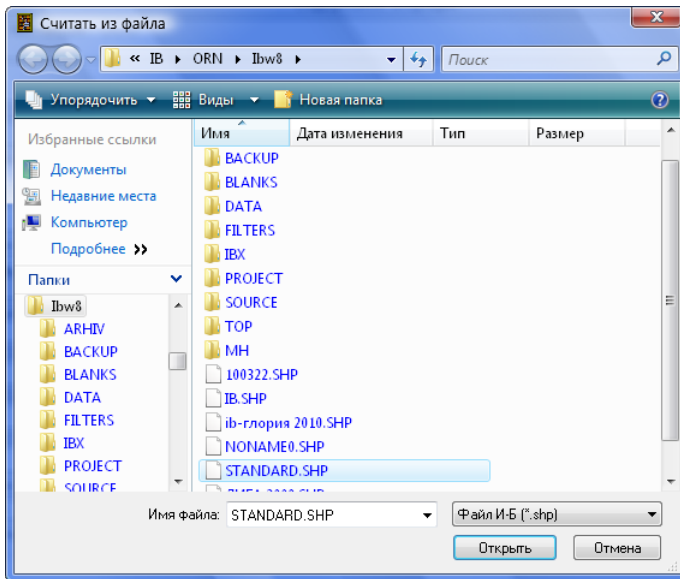 Считать из файла
« IB ▸ ORN ▸ Ibw8 ▸
Поиск
Упорядочить Виды Новая папка
Избранные ссылки
Документы
Недавние места
Компьютер
Подробнее »
Папки
Ibw8
ARHIV
BACKUP
BLANKS
DATA
FILTERS
IBX
PROJECT
SOURCE
Имя Дата изменения Тип Размер
BACKUP
BLANKS
DATA
FILTERS
IBX
PROJECT
SOURCE
TOP
МН
100322.SHP
IB.SHP
ib-глория 2010.SHP
NONAME0.SHP
STANDARD.SHP
Имя файла: STANDARD.SHP
Файл И-Б (*.shp)
Открыть Отмена